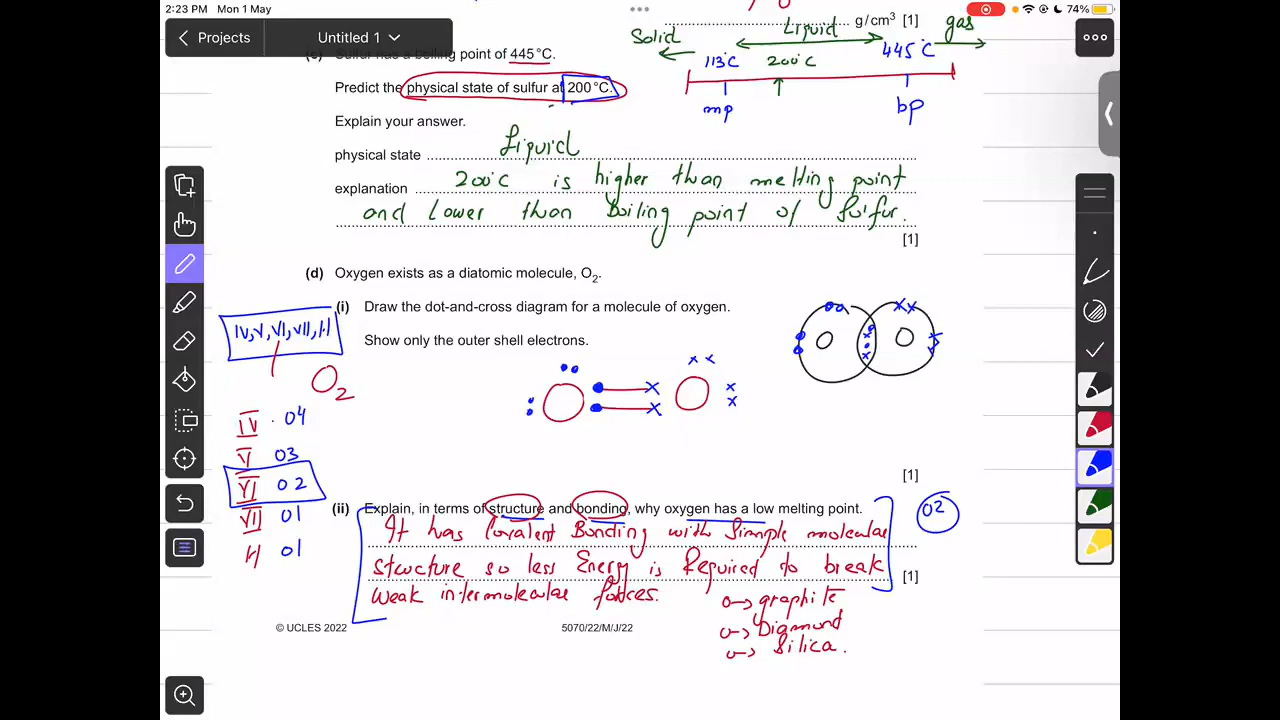 2:23 PM Mon 1 May
74%
Projects
Untitled 1
g/cm³ [1]
Solid
Liquid
gas
(c) Sulfur has a boiling point of 445°C.
113°C
200°C
445°C
Predict the physical state of sulfur at 200°C.
mp
bp
Explain your answer.
physical state Liquid
explanation 200°C is higher than melting point
and Lower than Boiling point of Sulfur.
[1]
(d) Oxygen exists as a diatomic molecule, O₂.
(i) Draw the dot-and-cross diagram for a molecule of oxygen.
IV, V, VI, VII, H
Show only the outer shell electrons.
O₂
IV 04
V 03
VI 02
VII 01
H 01
[1]
(ii) Explain, in terms of structure and bonding, why oxygen has a low melting point.
02
It has Covalent Bonding with Simple molecular
structure so less Energy is Required to break
[1]
weak intermolecular forces.
graphite
Diamond
Silica.
© UCLES 2022
5070/22/M/J/22